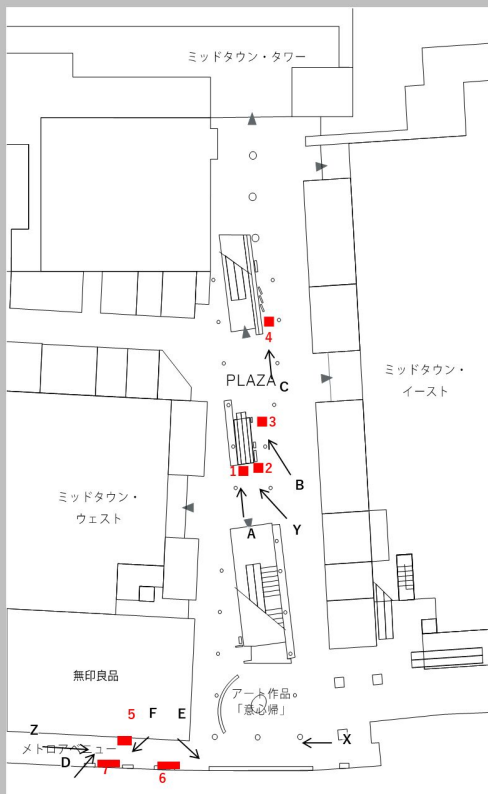 ミッドタウン・タワー
4
PLAZA
C
ミッドタウン・
イースト
3
1
2
B
ミッドタウン・
ウェスト
A
Y
無印良品
アート作品
「意心帰」
5
F
E
Z
X
メトロアベニュー
D
7
6